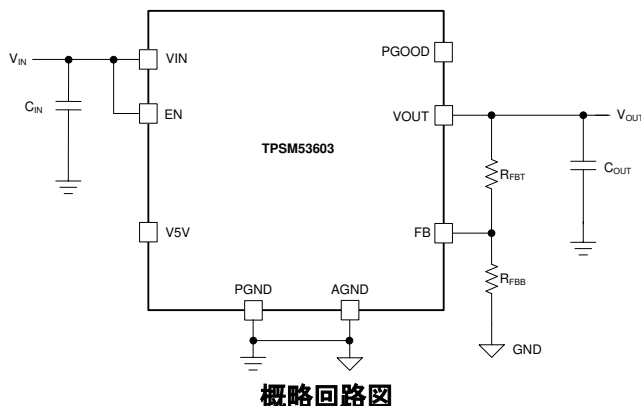 VIN
VIN
PGOOD
CIN
EN
VOUT
VOUT
TPSM53603
RFBT
COUT
V5V
FB
RFBB
PGND
AGND
GND
概略回路図